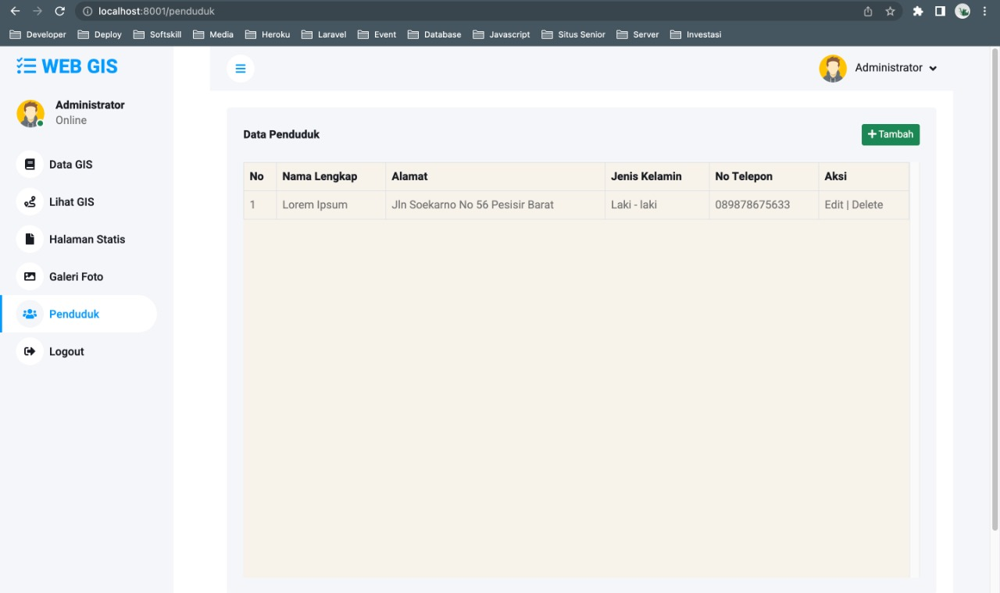 localhost:8001/penduduk
Developer Deploy Softskill Media Heroku Laravel Event Database Javascript Situs Senior Server Investasi
WEB GIS
Administrator
Online
Data GIS
Lihat GIS
Halaman Statis
Galeri Foto
Penduduk
Logout
Administrator
Data Penduduk
Tambah
No Nama Lengkap Alamat Jenis Kelamin No Telepon Aksi
1 Lorem Ipsum Jln Soekarno No 56 Pesisir Barat Laki - laki 089878675633 Edit | Delete